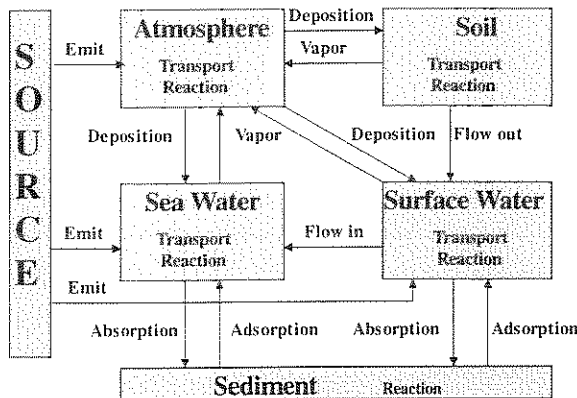 SOURCE
Emit
Atmosphere
Transport
Reaction
Deposition
Vapor
Soil
Transport
Reaction
Deposition
Vapor
Deposition
Flow out
Emit
Sea Water
Transport
Reaction
Flow in
Surface Water
Transport
Reaction
Emit
Absorption
Adsorption
Absorption
Adsorption
Sediment
Reaction